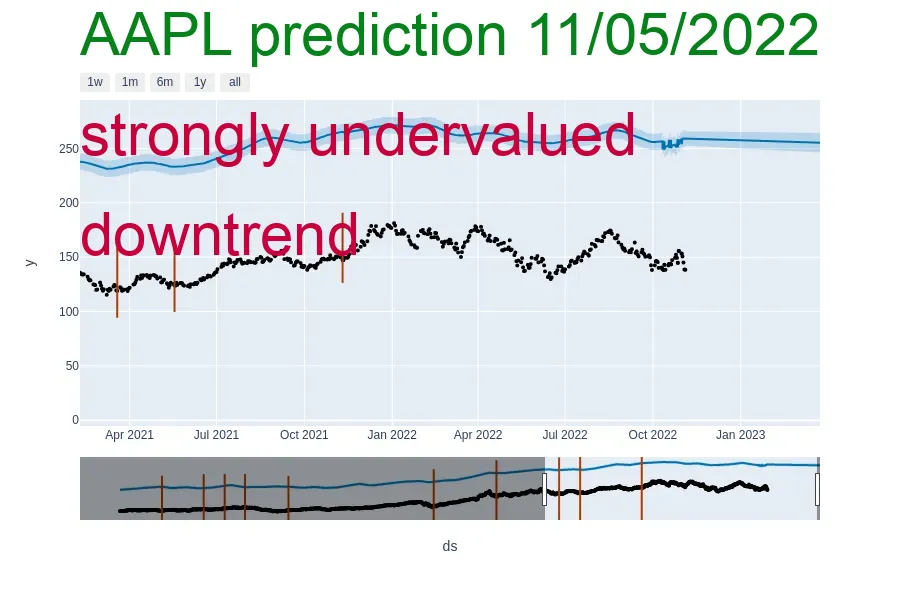 AAPL prediction 11/05/2022
1w 1m 6m 1y all
strongly undervalued
250
200
downtrend
150
y
100
50
0
Apr 2021 Jul 2021 Oct 2021 Jan 2022 Apr 2022 Jul 2022 Oct 2022 Jan 2023
ds